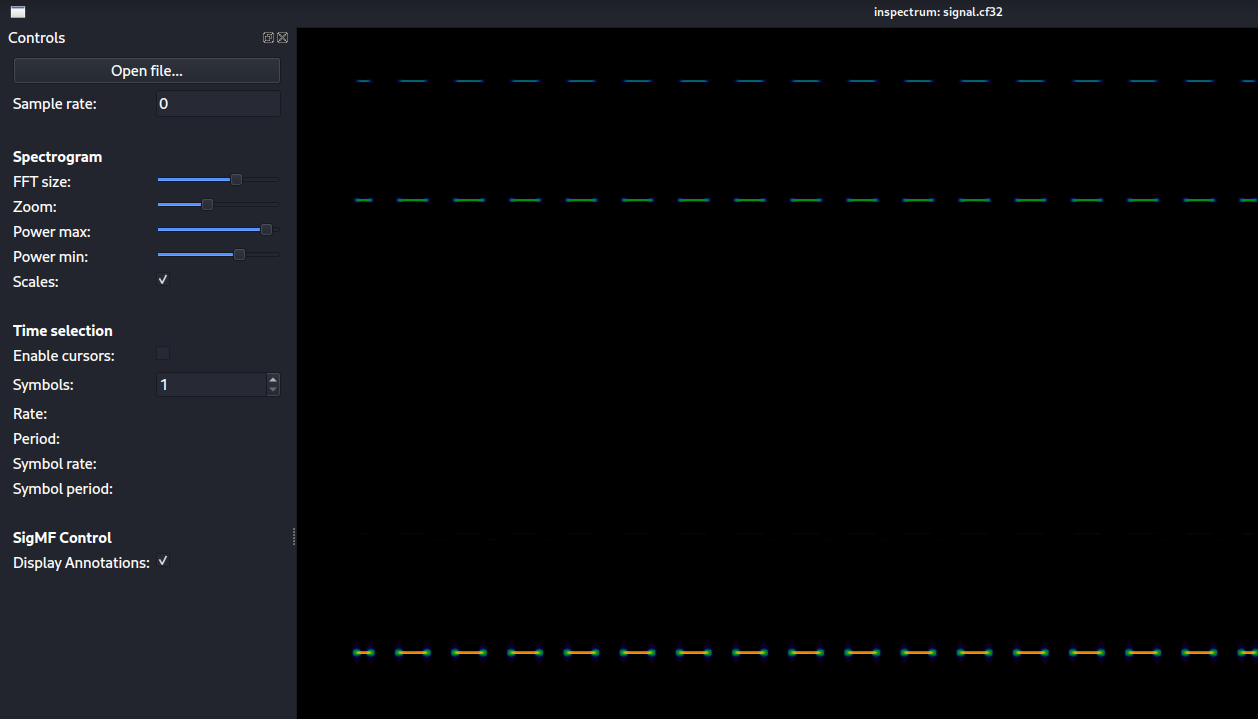 inspectrum: signal.cf32
Controls
Open file...
Sample rate: 0
Spectrogram
FFT size:
Zoom:
Power max:
Power min:
Scales:
Time selection
Enable cursors:
Symbols: 1
Rate:
Period:
Symbol rate:
Symbol period:
SigMF Control
Display Annotations: